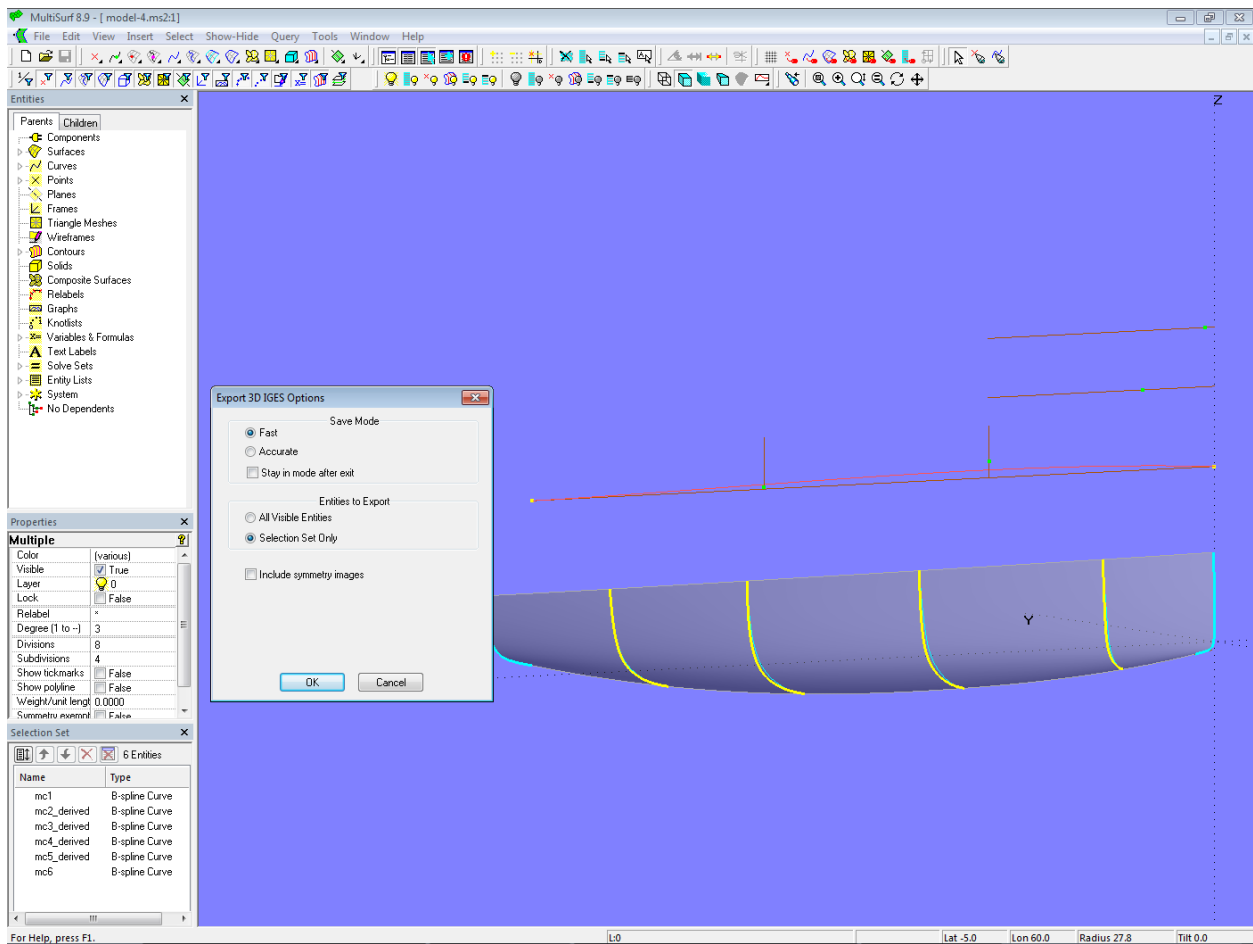 MultiSurf 8.9 - [ model-4.ms2:1]
File Edit View Insert Select Show-Hide Query Tools Window Help
Entities
Parents Children
Components
Surfaces
Curves
Points
Planes
Frames
Triangle Meshes
Wireframes
Contours
Solids
Composite Surfaces
Relabels
Graphs
Knotlists
Variables & Formulas
Text Labels
Solve Sets
Entity Lists
System
No Dependents
Properties
Multiple
Color (various)
Visible True
Layer 0
Lock False
Relabel *
Degree (1 to --) 3
Divisions 8
Subdivisions 4
Show tickmarks False
Show polyline False
Weight/unit lengt 0.0000
Symmetry exempt False
Selection Set
6 Entities
Name Type
mc1 B-spline Curve
mc2_derived B-spline Curve
mc3_derived B-spline Curve
mc4_derived B-spline Curve
mc5_derived B-spline Curve
mc6 B-spline Curve
Export 3D IGES Options
Save Mode
Fast
Accurate
Stay in mode after exit
Entities to Export
All Visible Entities
Selection Set Only
Include symmetry images
OK Cancel
Z
Y
For Help, press F1. L:0 Lat -5.0 Lon 60.0 Radius 27.8 Tilt 0.0